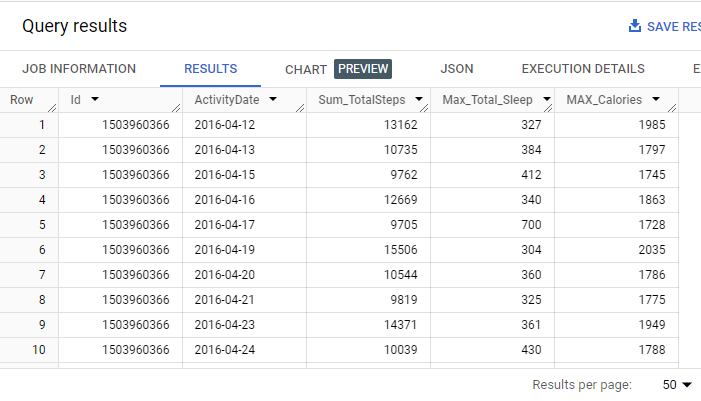 Query results SAVE RES
JOB INFORMATION RESULTS CHART PREVIEW JSON EXECUTION DETAILS E
Row Id ActivityDate Sum_TotalSteps Max_Total_Sleep MAX_Calories
1 1503960366 2016-04-12 13162 327 1985
2 1503960366 2016-04-13 10735 384 1797
3 1503960366 2016-04-15 9762 412 1745
4 1503960366 2016-04-16 12669 340 1863
5 1503960366 2016-04-17 9705 700 1728
6 1503960366 2016-04-19 15506 304 2035
7 1503960366 2016-04-20 10544 360 1786
8 1503960366 2016-04-21 9819 325 1775
9 1503960366 2016-04-23 14371 361 1949
10 1503960366 2016-04-24 10039 430 1788
Results per page: 50